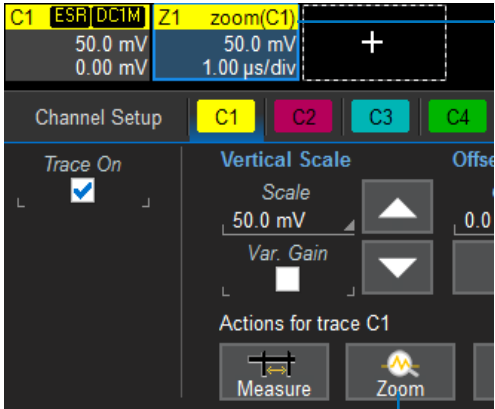 C1 ESR DC1M Z1 zoom(C1)
50.0 mV 50.0 mV
0.00 mV 1.00 µs/div
+
Channel Setup C1 C2 C3 C4
Trace On Vertical Scale
Scale
50.0 mV 0.0
Var. Gain
Actions for trace C1
Measure Zoom